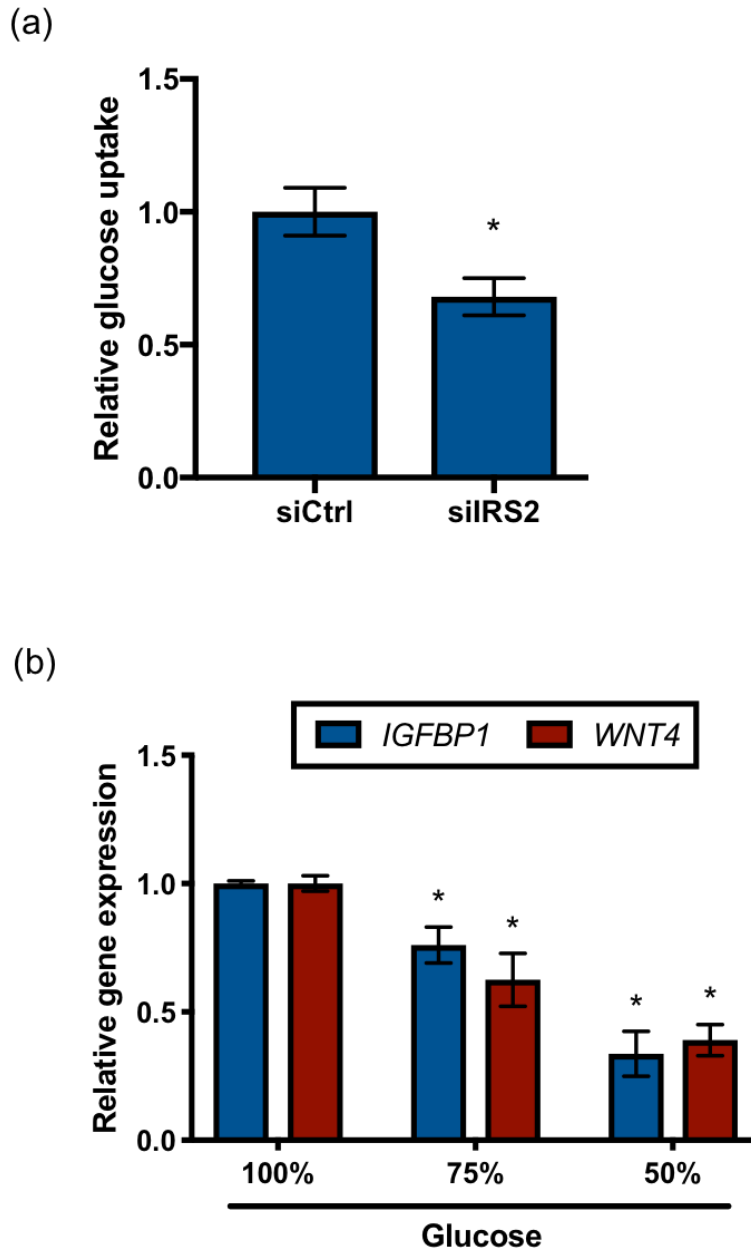 (a)
Relative glucose uptake
1.5
1.0
0.5
0.0
*
siCtrl siIRS2
(b)
IGFBP1 WNT4
Relative gene expression
1.5
1.0
0.5
0.0
* *
* *
100% 75% 50%
Glucose